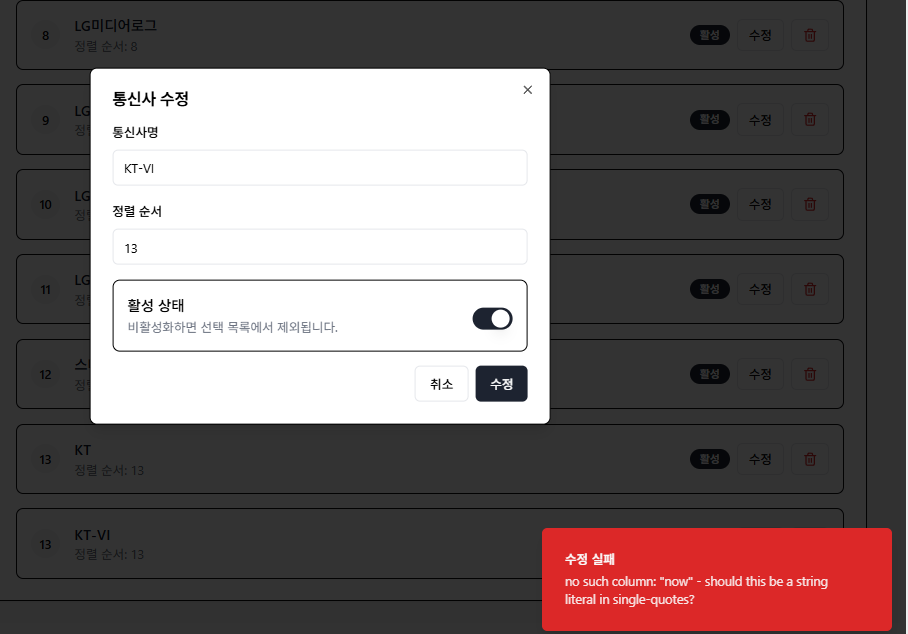 8
LG미디어로그
정렬 순서: 8
활성
수정
통신사 수정
통신사명
KT-VI
정렬 순서
13
활성 상태
비활성화하면 선택 목록에서 제외됩니다.
취소
수정
9
LG
활성
수정
10
LG
활성
수정
11
LG
활성
수정
12
활성
수정
13
KT
정렬 순서: 13
활성
수정
13
KT-VI
정렬 순서: 13
수정 실패
no such column: "now" - should this be a string
literal in single-quotes?